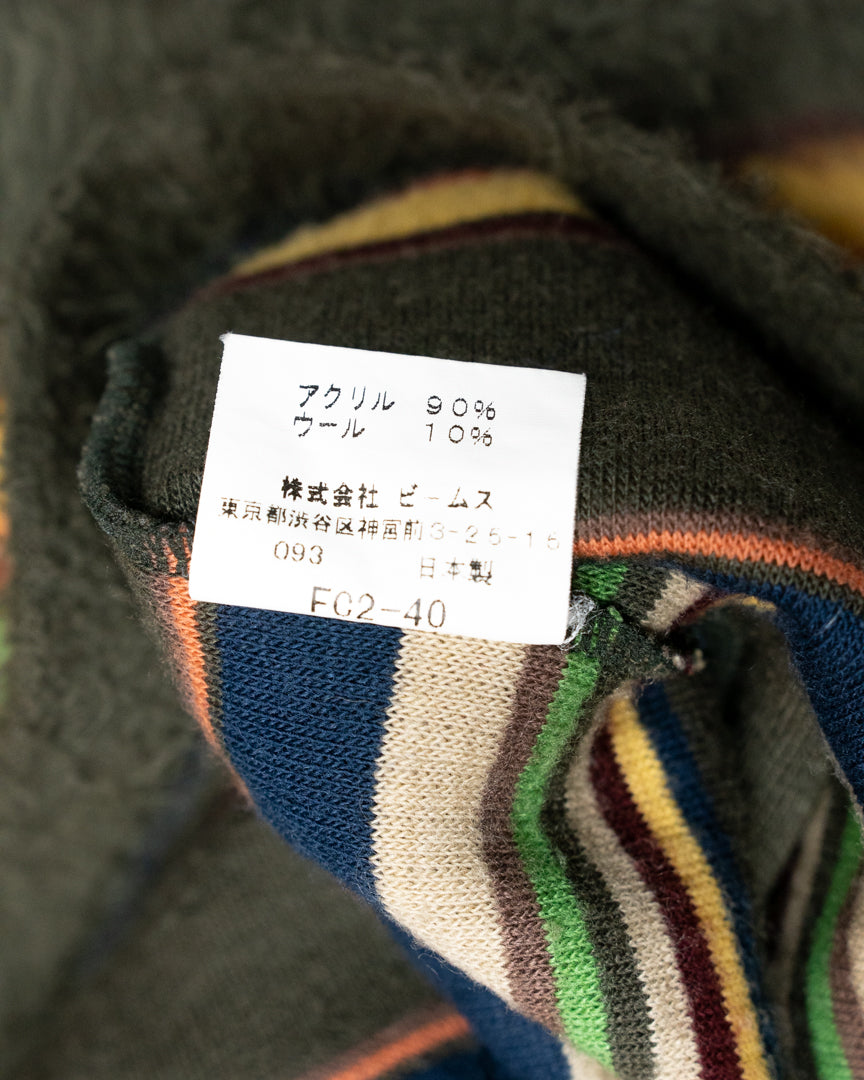 アクリル 90%
ウール 10%
株式会社 ビームス
東京都渋谷区神宮前3-25-16
093 日本製
FC2-40